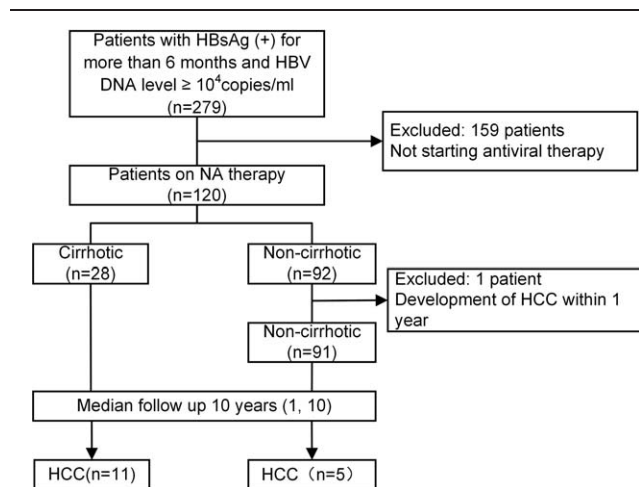 Patients with HBsAg (+) for
more than 6 months and HBV
DNA level ≥ 10⁴copies/ml
(n=279)
Excluded: 159 patients
Not starting antiviral therapy
Patients on NA therapy
(n=120)
Cirrhotic
(n=28)
Non-cirrhotic
(n=92)
Excluded: 1 patient
Development of HCC within 1
year
Non-cirrhotic
(n=91)
Median follow up 10 years (1, 10)
HCC(n=11)
HCC（n=5）